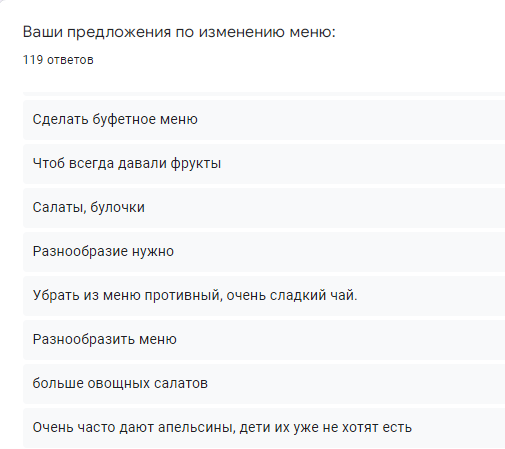 Ваши предложения по изменению меню:
119 ответов
Сделать буфетное меню
Чтоб всегда давали фрукты
Салаты, булочки
Разнообразие нужно
Убрать из меню противный, очень сладкий чай.
Разнообразить меню
больше овощных салатов
Очень часто дают апельсины, дети их уже не хотят есть